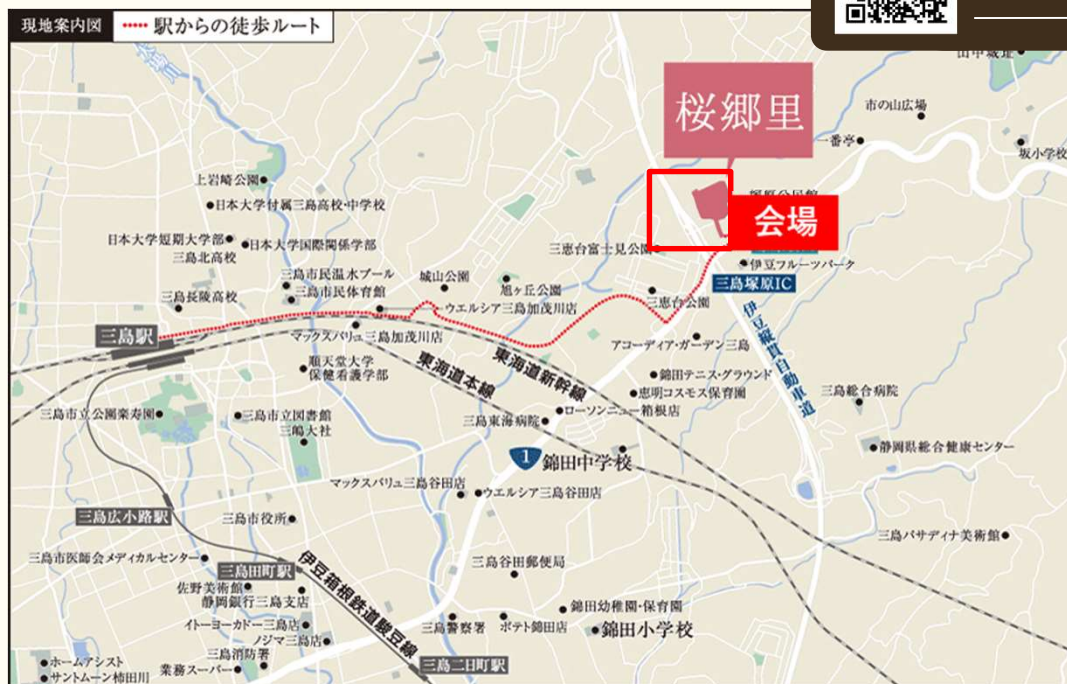 現地案内図
駅からの徒歩ルート
桜郷里
市の山広場
一番亭
坂小学校
上岩崎公園
日本大学付属三島高校・中学校
日本大学短期大学部
日本大学国際関係学部
三島北高校
三恵台富士見公園
会場
伊豆フルーツパーク
三島塚原IC
三島市民温水プール
三島市民体育館
城山公園
旭ヶ丘公園
三恵台公園
三島長陵高校
ウエルシア三島加茂川店
三島駅
マックスバリュ三島加茂川店
アコーディア・ガーデン三島
伊豆縦貫自動車道
順天堂大学
保健看護学部
東海道本線
東海道新幹線
錦田テニス・グラウンド
恵明コスモス保育園
三島総合病院
三島市立公園楽寿園
三島市立図書館
三嶋大社
三島東海病院
ローソンニュー箱根店
静岡県総合健康センター
1
錦田中学校
マックスバリュ三島谷田店
ウエルシア三島谷田店
三島広小路駅
三島市役所
三島パサディナ美術館
三島市医師会メディカルセンター
三島田町駅
三島谷田郵便局
佐野美術館
静岡銀行三島支店
伊豆箱根鉄道駿豆線
イトーヨーカドー三島店
ノジマ三島店
三島警察署
ポテト錦田店
錦田幼稚園・保育園
錦田小学校
三島消防署
ホームアシスト
サントムーン柿田川
業務スーパー
三島二日町駅